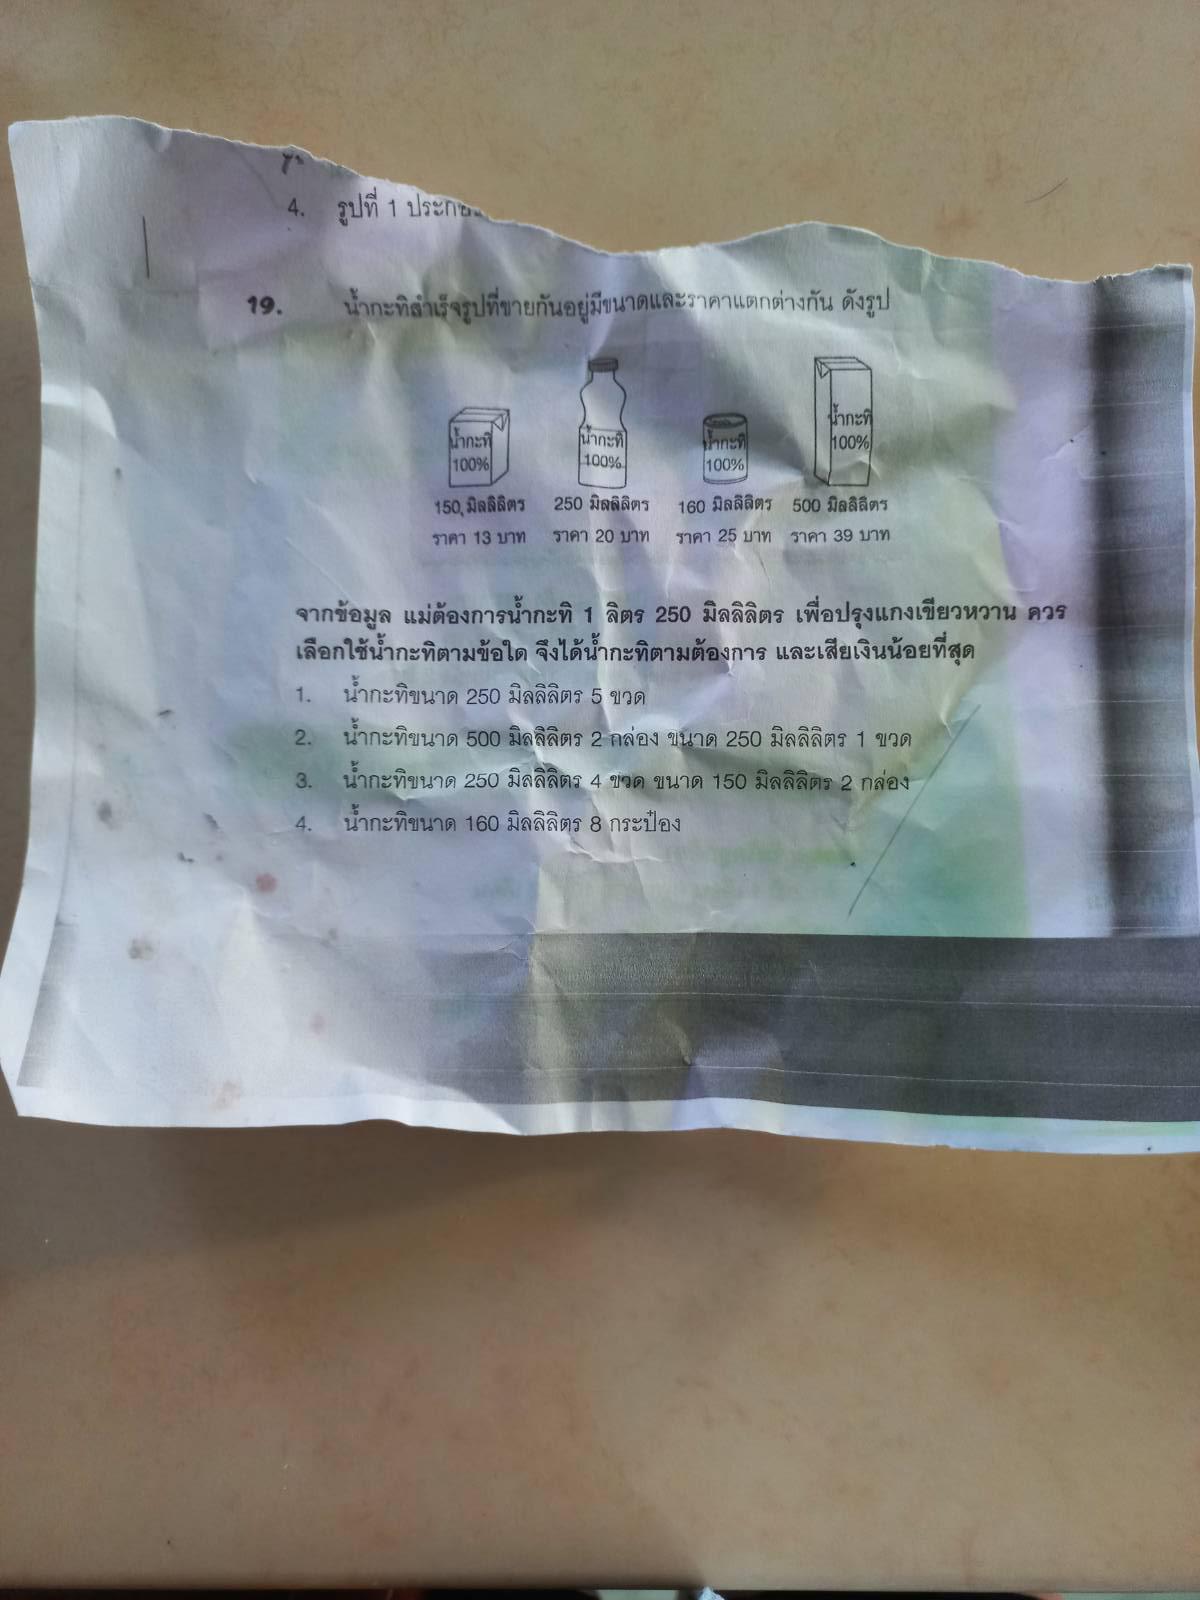 4. รูปที่ 1
19. น้ำกะทิสำเร็จรูปที่ขายกันอยู่มีขนาดและราคาแตกต่างกัน ดังรูป
น้ำกะทิ 100% น้ำกะทิ 100% น้ำกะทิ 100% น้ำกะทิ 100%
150 มิลลิลิตร 250 มิลลิลิตร 160 มิลลิลิตร 500 มิลลิลิตร
ราคา 13 บาท ราคา 20 บาท ราคา 25 บาท ราคา 39 บาท
จากข้อมูล แม่ต้องการน้ำกะทิ 1 ลิตร 250 มิลลิลิตร เพื่อปรุงแกงเขียวหวาน ควร
เลือกใช้น้ำกะทิตามข้อใด จึงได้น้ำกะทิตามต้องการ และเสียเงินน้อยที่สุด
1. น้ำกะทิขนาด 250 มิลลิลิตร 5 ขวด
2. น้ำกะทิขนาด 500 มิลลิลิตร 2 กล่อง ขนาด 250 มิลลิลิตร 1 ขวด
3. น้ำกะทิขนาด 250 มิลลิลิตร 4 ขวด ขนาด 150 มิลลิลิตร 2 กล่อง
4. น้ำกะทิขนาด 160 มิลลิลิตร 8 กระป๋อง